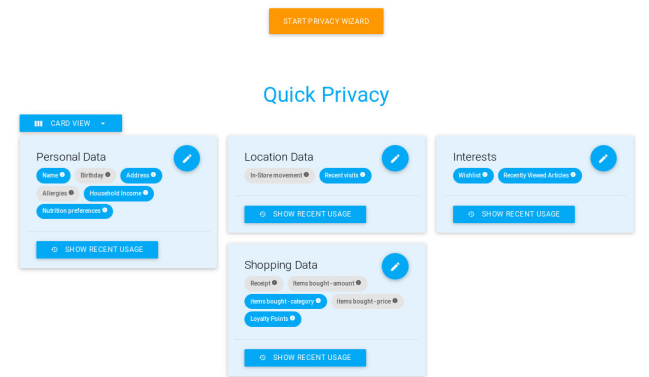 START PRIVACY WIZARD
Quick Privacy
CARD VIEW
Personal Data
Name
Birthday
Address
Allergies
Household Income
Nutrition preferences
SHOW RECENT USAGE
Location Data
In-Store movement
Recent visits
SHOW RECENT USAGE
Interests
Wishlist
Recently Viewed Articles
SHOW RECENT USAGE
Shopping Data
Receipt
Items bought - amount
Items bought - category
Items bought - price
Loyalty Points
SHOW RECENT USAGE